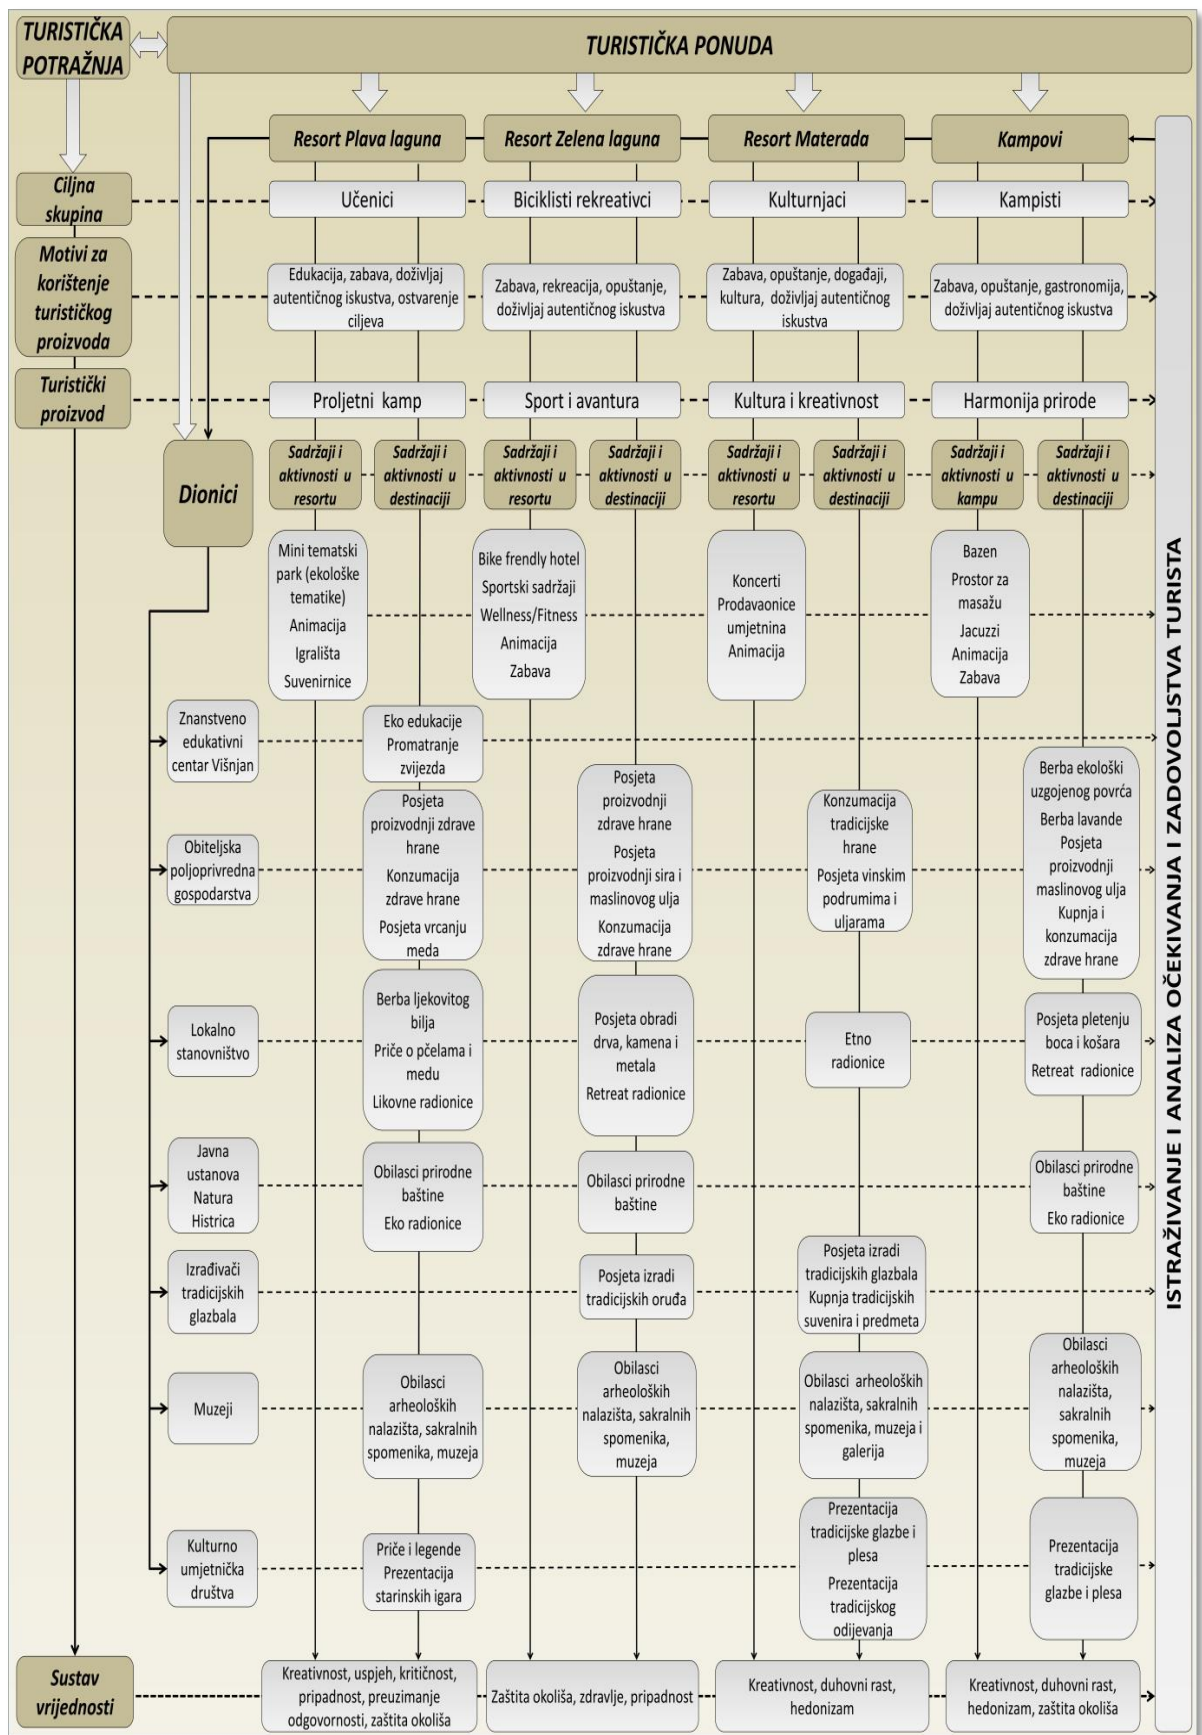 TURISTIČKA
POTRAŽNJA
TURISTIČKA PONUDA
Resort Plava laguna
Resort Zelena laguna
Resort Materada
Kampovi
Ciljna
skupina
Učenici
Biciklisti rekreativci
Kulturnjaci
Kampisti
Motivi za
korištenje
turističkog
proizvoda
Edukacija, zabava, doživljaj
autentičnog iskustva, ostvarenje
ciljeva
Zabava, rekreacija, opuštanje,
doživljaj autentičnog iskustva
Zabava, opuštanje, događaji,
kultura, doživljaj autentičnog
iskustva
Zabava, opuštanje, gastronomija,
doživljaj autentičnog iskustva
Turistički
proizvod
Proljetni kamp
Sport i avantura
Kultura i kreativnost
Harmonija prirode
Dionici
Sadržaji i
aktivnosti u
resortu
Sadržaji i
aktivnosti u
destinaciji
Sadržaji i
aktivnosti u
resortu
Sadržaji i
aktivnosti u
destinaciji
Sadržaji i
aktivnosti u
resortu
Sadržaji i
aktivnosti u
destinaciji
Sadržaji i
aktivnosti u
kampu
Sadržaji i
aktivnosti u
destinaciji
Mini tematski
park (ekološke
tematike)
Animacija
Igrališta
Suvenirnice
Bike frendly hotel
Sportski sadržaji
Wellness/Fitness
Animacija
Zabava
Koncerti
Prodavaonice
umjetnina
Animacija
Bazen
Prostor za
masažu
Jacuzzi
Animacija
Zabava
Znanstveno
edukativni
centar Višnjan
Eko edukacije
Promatranje
zvijezda
Obiteljska
poljoprivredna
gospodarstva
Posjeta
proizvodnji zdrave
hrane
Konzumacija
zdrave hrane
Posjeta vrcanju
meda
Posjeta
proizvodnji
zdrave hrane
Posjeta
proizvodnji sira i
maslinovog ulja
Konzumacija
zdrave hrane
Konzumacija
tradicijske
hrane
Posjeta vinskim
podrumima i
uljarama
Berba ekološki
uzgojenog povrća
Berba lavande
Posjeta
proizvodnji
maslinovog ulja
Kupnja i
konzumacija
zdrave hrane
Lokalno
stanovništvo
Berba ljekovitog
bilja
Priče o pčelama i
medu
Likovne radionice
Posjeta obradi
drva, kamena i
metala
Retreat radionice
Etno
radionice
Posjeta pletenju
boca i košara
Retreat radionice
Javna
ustanova
Natura
Histrica
Obilasci prirodne
baštine
Eko radionice
Obilasci prirodne
baštine
Obilasci prirodne
baštine
Eko radionice
Izrađivači
tradicijskih
glazbala
Posjeta izradi
tradicijskih oruđa
Posjeta izradi
tradicijskih glazbala
Kupnja tradicijskih
suvenira i predmeta
Muzeji
Obilasci
arheoloških
nalazišta, sakralnih
spomenika, muzeja
Obilasci
arheoloških
nalazišta, sakralnih
spomenika,
muzeja
Obilasci arheoloških
nalazišta, sakralnih
spomenika, muzeja i
galerija
Obilasci
arheoloških
nalazišta,
sakralnih
spomenika,
muzeja
Kulturno
umjetnička
društva
Priče i legende
Prezentacija
starinskih igara
Prezentacija
tradicijske glazbe i
plesa
Prezentacija
tradicijskog
odijevanja
Prezentacija
tradicijske
glazbe i plesa
Sustav
vrijednosti
Kreativnost, uspjeh, kritičnost,
pripadnost, preuzimanje
odgovornosti, zaštita okoliša
Zaštita okoliša, zdravlje, pripadnost
Kreativnost, duhovni rast,
hedonizam
Kreativnost, duhovni rast,
hedonizam, zaštita okoliša
ISTRAŽIVANJE I ANALIZA OČEKIVANJA I ZADOVOLJSTVA TURISTA